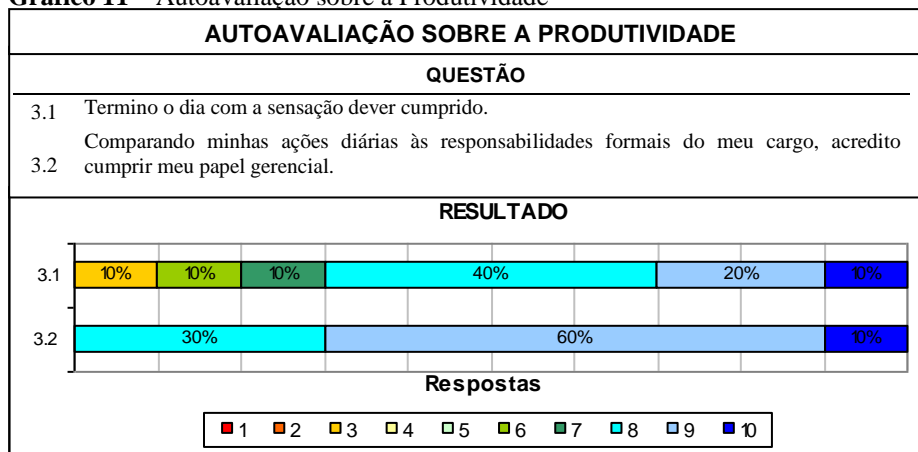 Gráfico 11 – Autoavaliação sobre a Produtividade
AUTOAVALIAÇÃO SOBRE A PRODUTIVIDADE
QUESTÃO
3.1 Termino o dia com a sensação dever cumprido.
Comparando minhas ações diárias às responsabilidades formais do meu cargo, acredito
3.2 cumprir meu papel gerencial.
RESULTADO
3.1 10% 10% 10% 40% 20% 10%
3.2 30% 60% 10%
Respostas
1 2 3 4 5 6 7 8 9 10